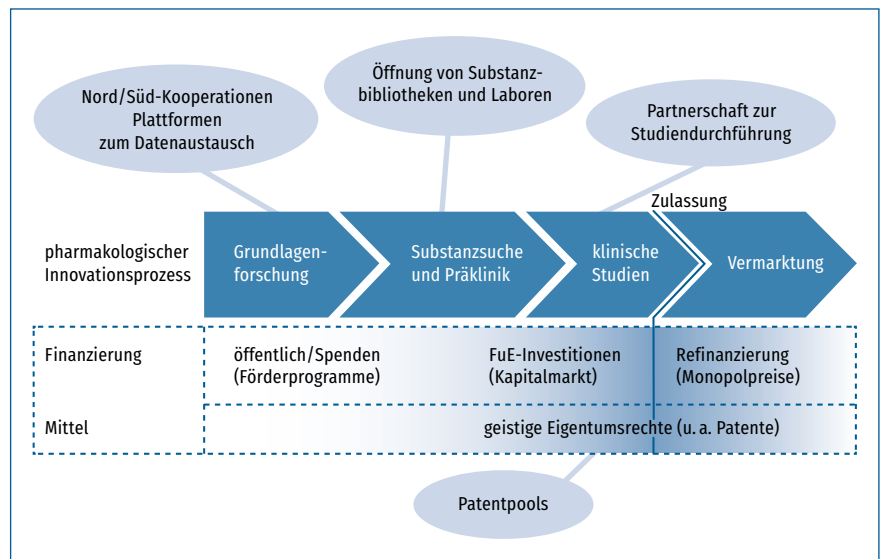 Nord/Süd-Kooperationen
Plattformen
zum Datenaustausch
Öffnung von Substanz-
bibliotheken und Laboren
Partnerschaft zur
Studiendurchführung
Zulassung
pharmakologischer
Innovationsprozess
Grundlagen-
forschung
Substanzsuche
und Präklinik
klinische
Studien
Vermarktung
Finanzierung
öffentlich/Spenden
(Förderprogramme)
FuE-Investitionen
(Kapitalmarkt)
Refinanzierung
(Monopolpreise)
Mittel
geistige Eigentumsrechte (u. a. Patente)
Patentpools